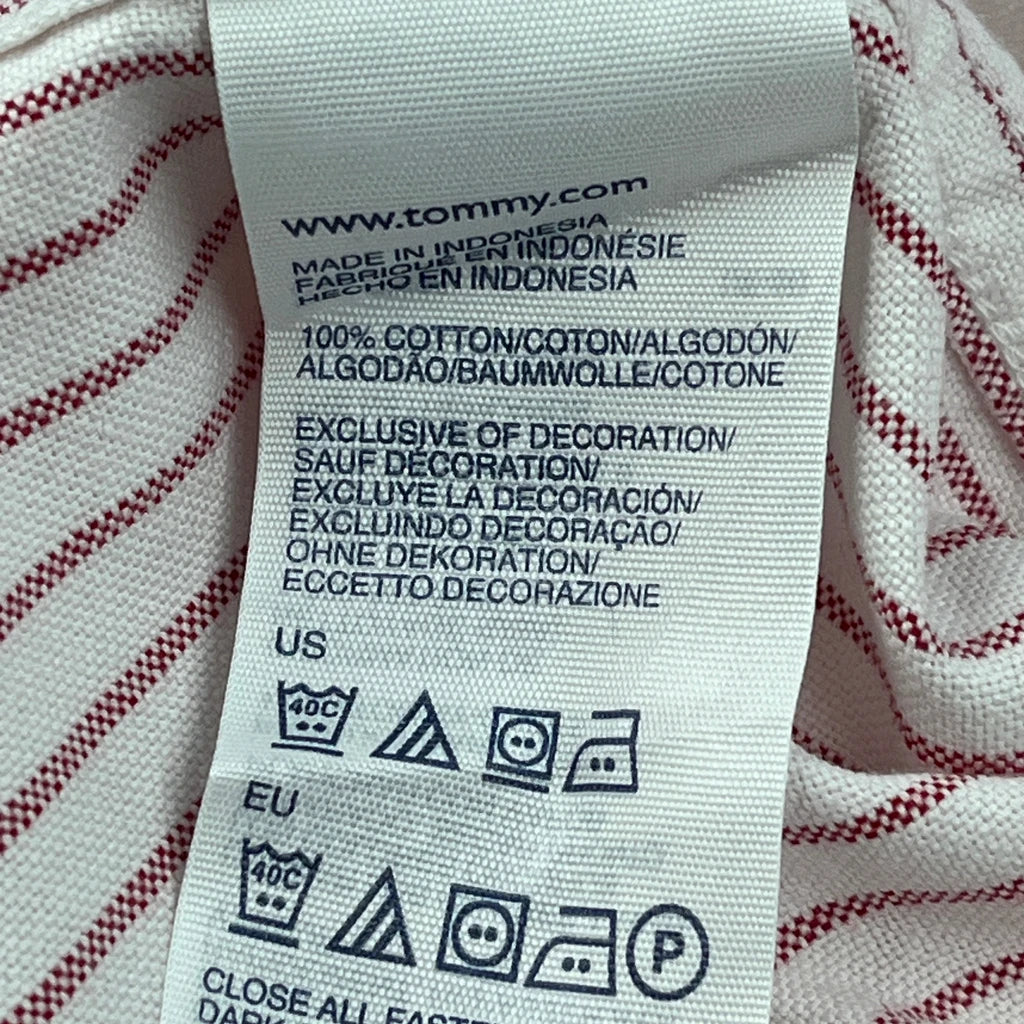 www.tommy.com
MADE IN INDONESIA
FABRIQUÉ EN INDONÉSIE
HECHO EN INDONESIA
100% COTTON/COTON/ALGODÓN/
ALGODÃO/BAUMWOLLE/COTONE
EXCLUSIVE OF DECORATION/
SAUF DÉCORATION/
EXCLUYE LA DECORACIÓN/
EXCLUINDO DECORAÇÃO/
OHNE DEKORATION/
ECCETTO DECORAZIONE
US
40C
EU
40C
P
CLOSE ALL